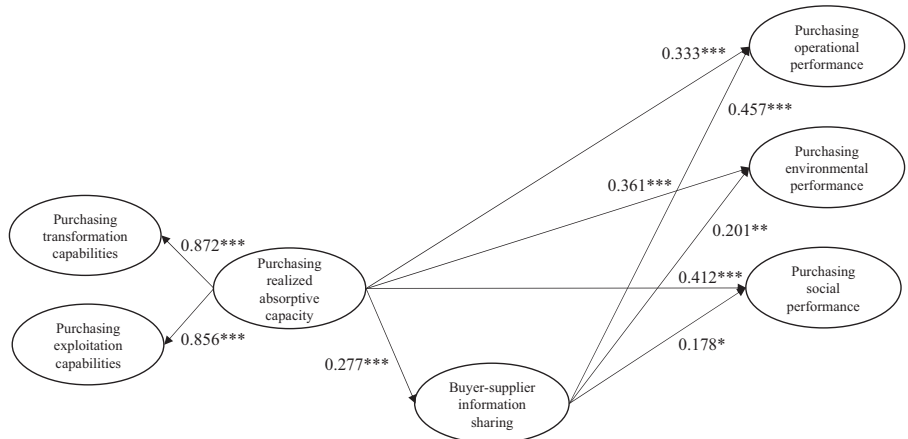 Purchasing
operational
performance
0.333***
0.457***
Purchasing
environmental
performance
0.361***
0.201**
Purchasing
transformation
capabilities
0.872***
Purchasing
realized
absorptive
capacity
0.412***
Purchasing
social
performance
Purchasing
exploitation
capabilities
0.856***
0.277***
0.178*
Buyer-supplier
information
sharing